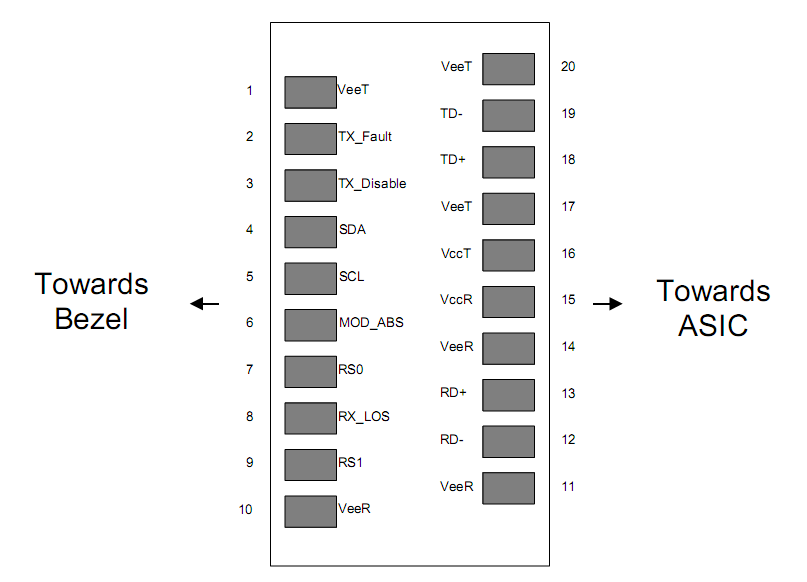 VeeT 20
1 VeeT
TD- 19
2 TX_Fault
TD+ 18
3 TX_Disable
VeeT 17
4 SDA
VccT 16
5 SCL
Towards
Bezel
VccR 15
Towards
ASIC
6 MOD_ABS
VeeR 14
7 RS0
RD+ 13
8 RX_LOS
RD- 12
9 RS1
VeeR 11
10 VeeR